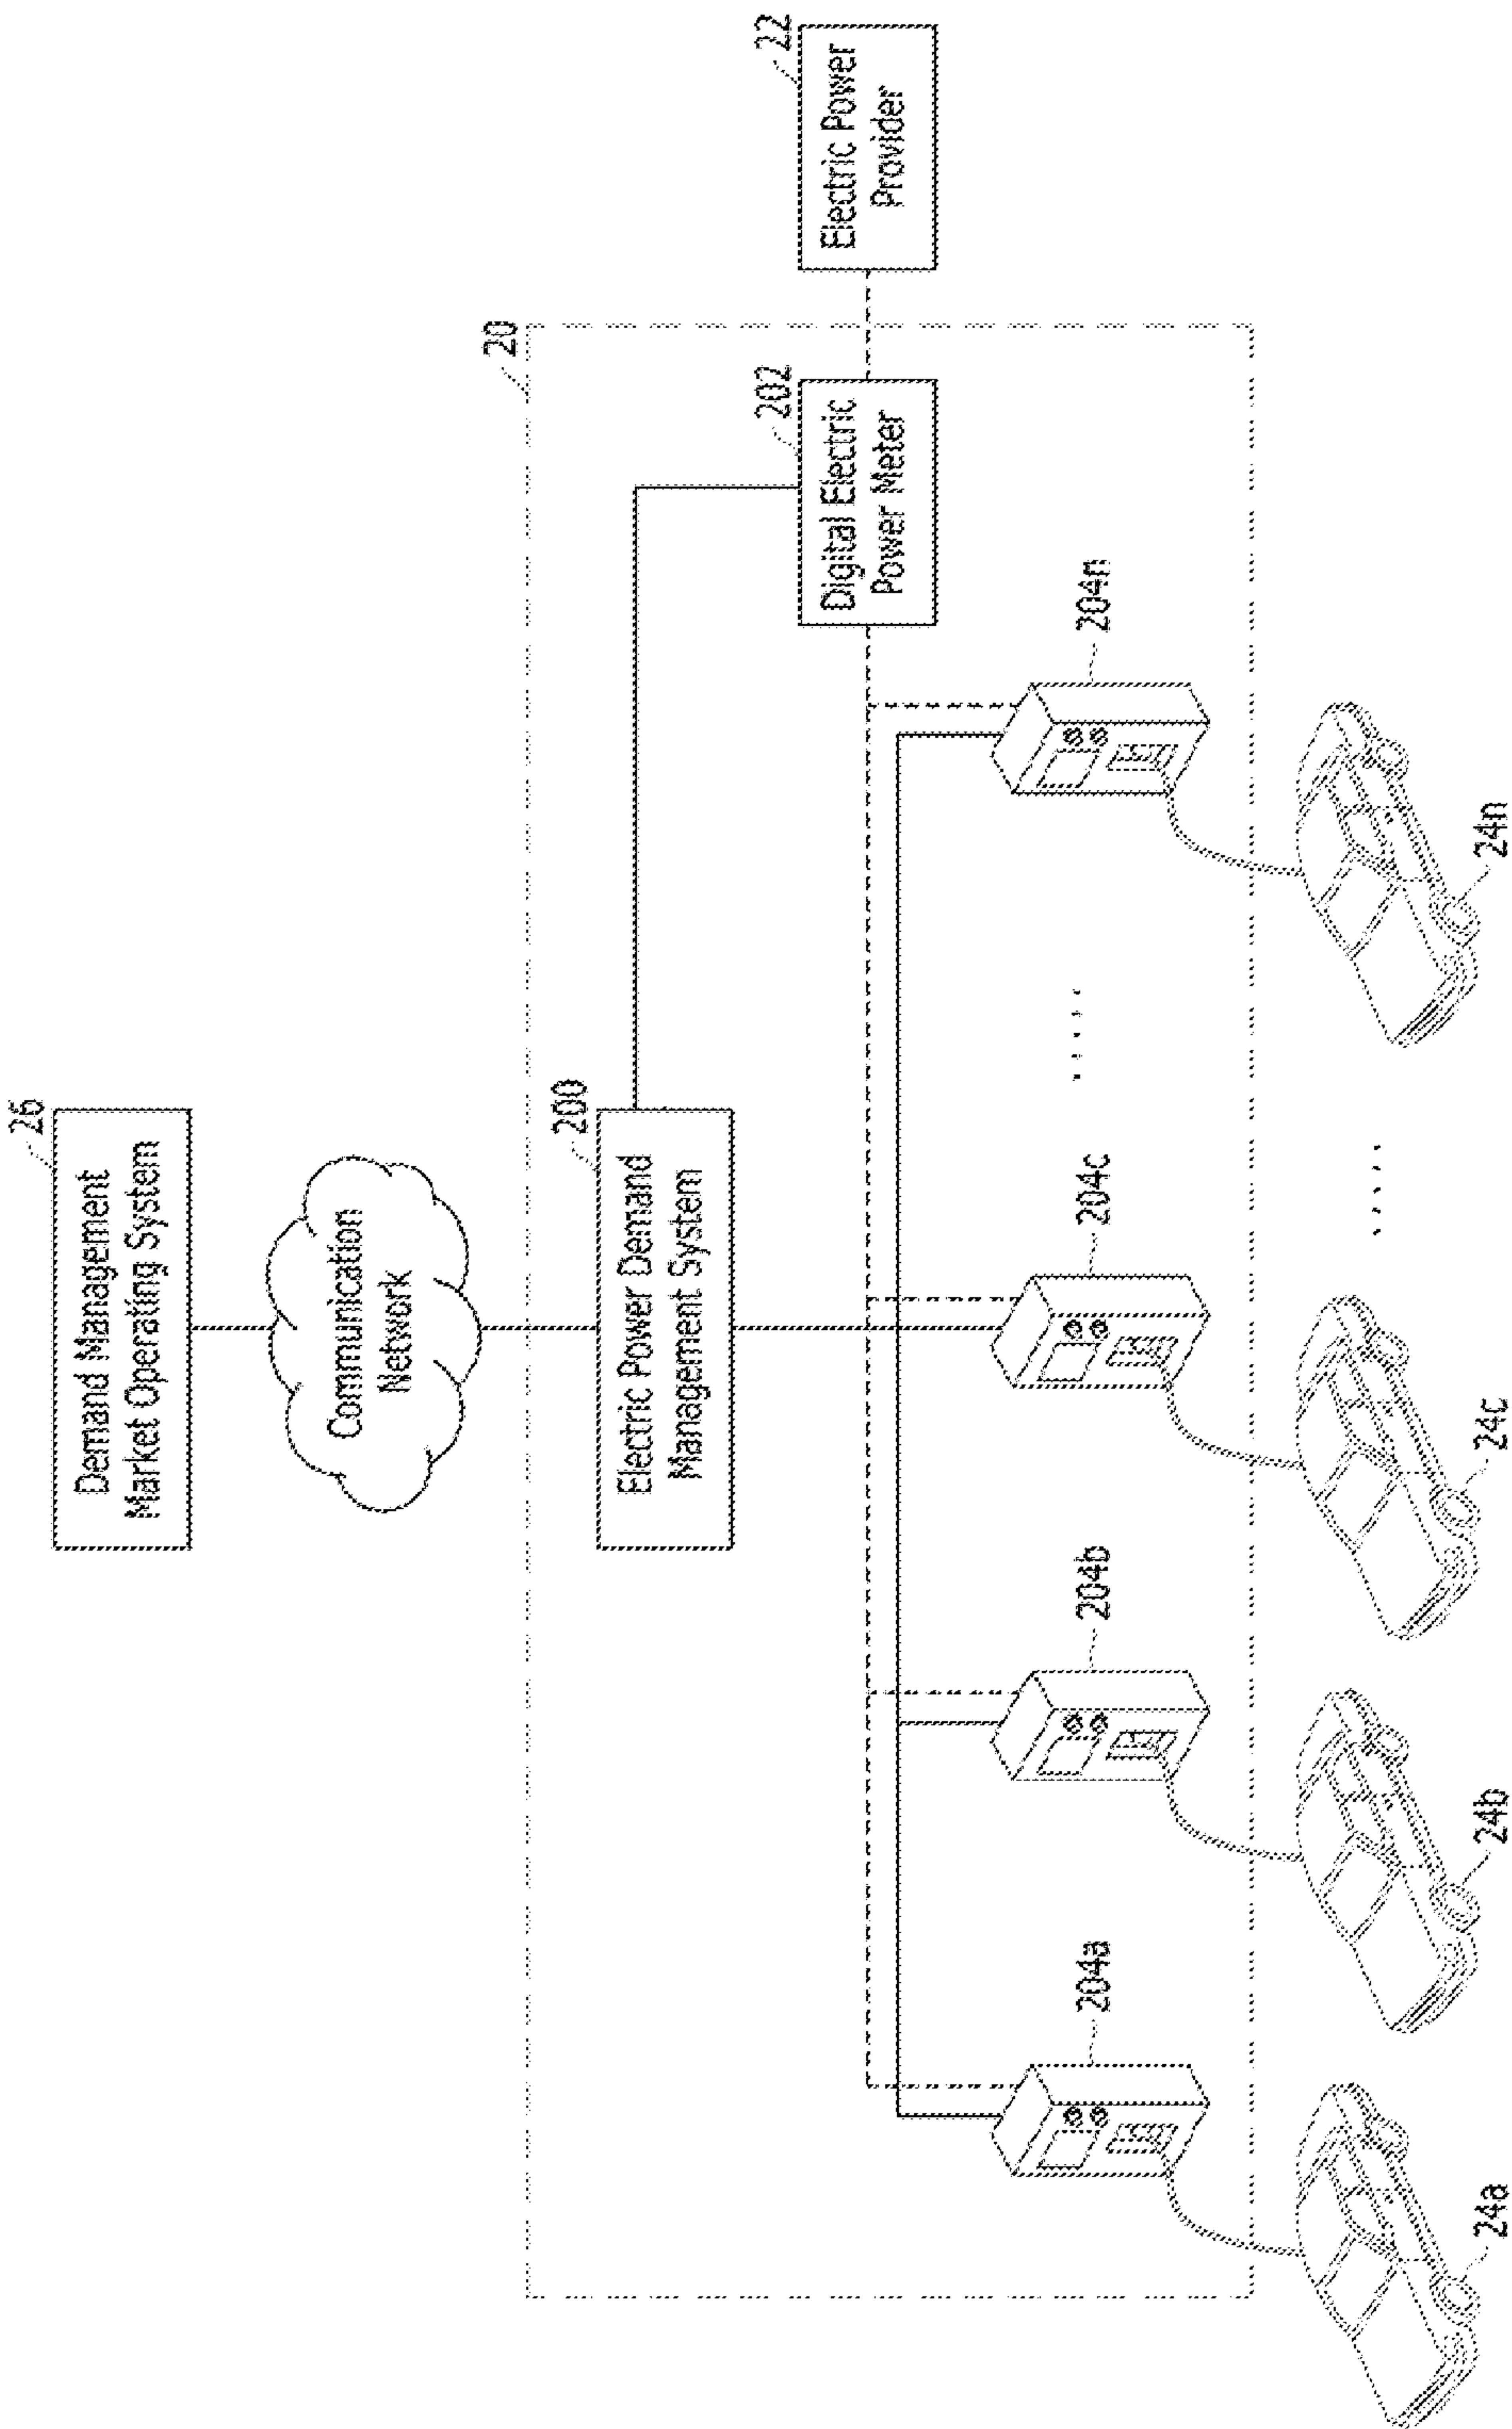 26
Demand Management
Market Operating System
Communication
Network
20
200
Electric Power Demand
Management System
202
Digital Electric
Power Meter
22
Electric Power
Provider
204a
204b
204c
.....
204n
24a
24b
24c
.....
24n